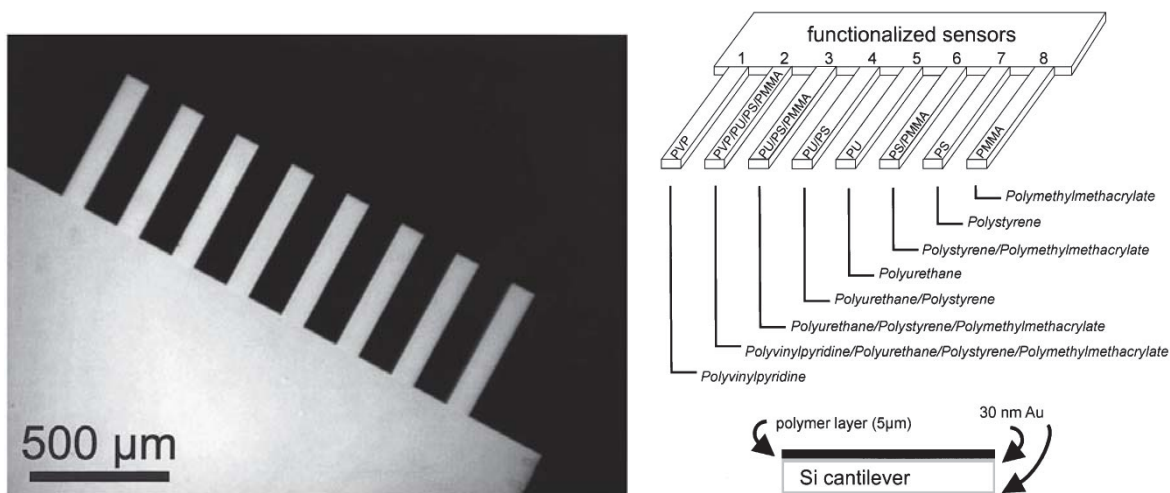 500 µm
functionalized sensors
1 2 3 4 5 6 7 8
PVP
PVP/PU/PS/PMMA
PU/PS/PMMA
PU/PS
PU
PS/PMMA
PS
PMMA
Polymethylmethacrylate
Polystyrene
Polystyrene/Polymethylmethacrylate
Polyurethane
Polyurethane/Polystyrene
Polyurethane/Polystyrene/Polymethylmethacrylate
Polyvinylpyridine/Polyurethane/Polystyrene/Polymethylmethacrylate
Polyvinylpyridine
polymer layer (5µm)
30 nm Au
Si cantilever